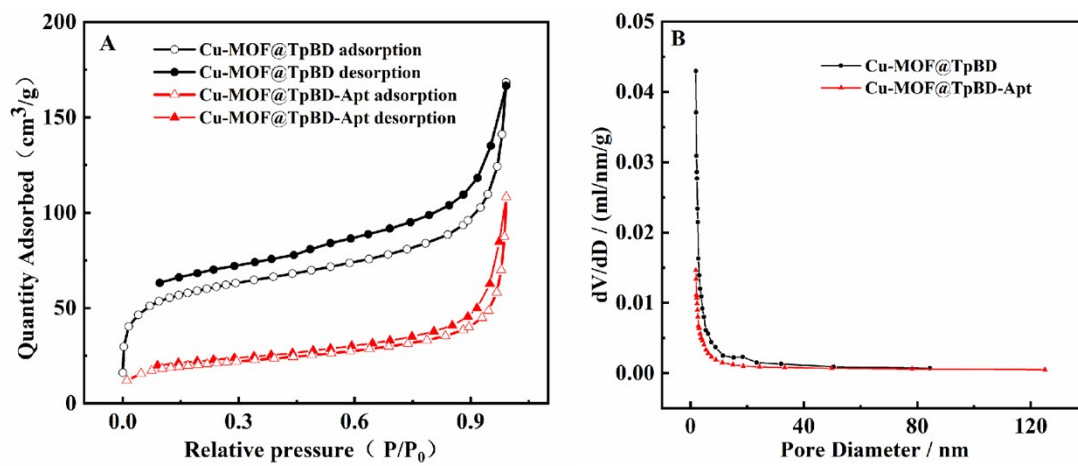 A
Cu-MOF@TpBD adsorption
Cu-MOF@TpBD desorption
Cu-MOF@TpBD-Apt adsorption
Cu-MOF@TpBD-Apt desorption
Quantity Adsorbed（cm³/g）
200
150
100
50
0
0.0 0.3 0.6 0.9
Relative pressure（ P/P₀）
B
Cu-MOF@TpBD
Cu-MOF@TpBD-Apt
dV/dD / (ml/nm/g)
0.05
0.04
0.03
0.02
0.01
0.00
0 40 80 120
Pore Diameter / nm